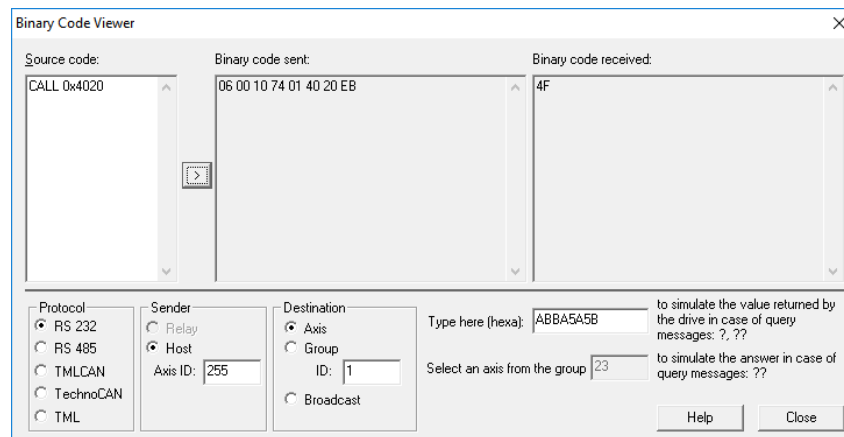 Binary Code Viewer
Source code:
Binary code sent:
Binary code received:
CALL 0x4020
06 00 10 74 01 40 20 EB
4F
>
Protocol
RS 232
RS 485
TMLCAN
TechnoCAN
TML
Sender
Relay
Host
Axis ID: 255
Destination
Axis
Group
ID: 1
Broadcast
Type here (hexa): ABBA5A5B
to simulate the value returned by
the drive in case of query
messages: ?, ??
Select an axis from the group 23
to simulate the answer in case of
query messages: ??
Help
Close